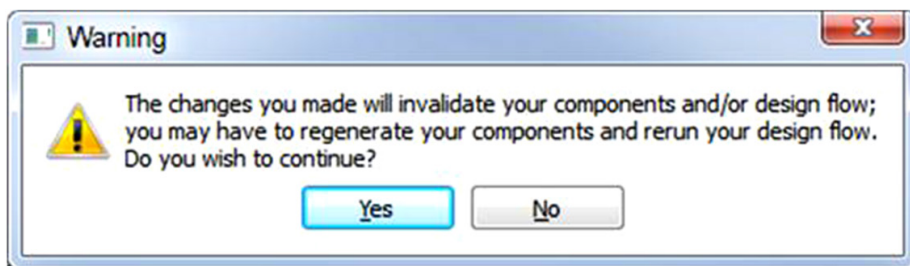 Warning
The changes you made will invalidate your components and/or design flow;
you may have to regenerate your components and rerun your design flow.
Do you wish to continue?
Yes No